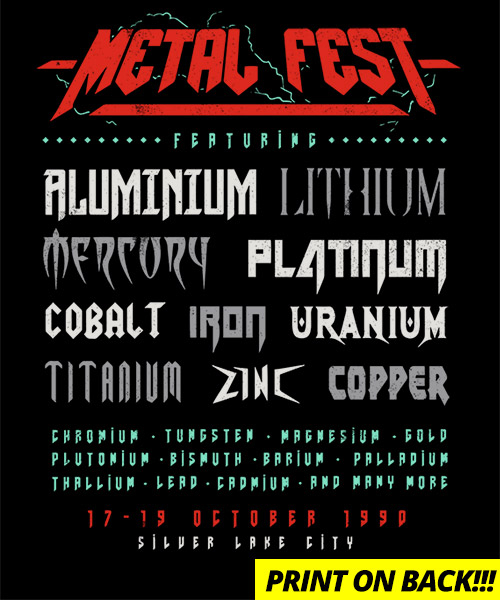 METAL FEST
FEATURING
ALUMINIUM LITHIUM
MERCURY PLATINUM
COBALT IRON URANIUM
TITANIUM ZINC COPPER
CHROMIUM · TUNGSTEN · MAGNESIUM · GOLD
PLUTONIUM · BISMUTH · BARIUM · PALLADIUM
THALLIUM · LEAD · CADMIUM · AND MANY MORE
17-19 OCTOBER 1990
SILVER LAKE CITY
PRINT ON BACK!!!